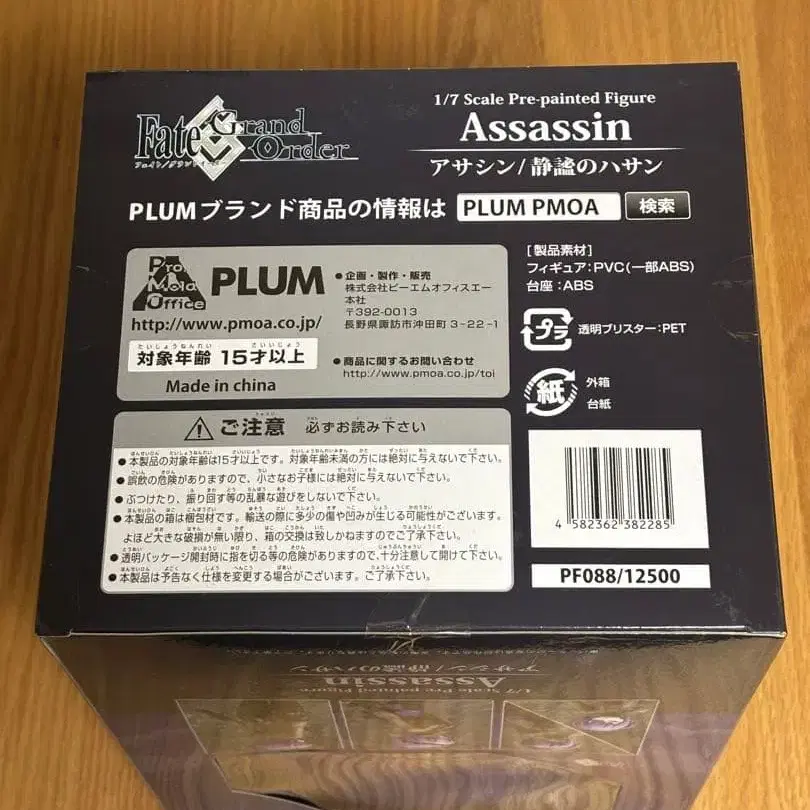 Fate Grand Order
フェイト/グランドオーダー
1/7 Scale Pre-painted Figure
Assassin
アサシン/静謐のハサン
PLUMブランド商品の情報は PLUM PMOA 検索
Pro Mold Office PLUM
http://www.pmoa.co.jp/
対象年齢 15才以上
Made in china
●企画・製作・販売
株式会社ピーエムオフィスエー
本社
〒392-0013
長野県諏訪市沖田町3-22-1
●商品に関するお問い合わせ
http://www.pmoa.co.jp/toi
[製品素材]
フィギュア:PVC(一部ABS)
台座:ABS
プラ 透明ブリスター:PET
紙 外箱
台紙
ご注意 必ずお読み下さい
●本製品の対象年齢は15才以上です。対象年齢未満の方には絶対に与えないで下さい。
●誤飲の危険がありますので、小さなお子様には絶対に与えないで下さい。
●ぶつけたり、振り回す等の乱暴な遊びをしないで下さい。
●本製品の箱は梱包材です。輸送の際に多少の傷や凹みが生じる可能性がございます。
よほど大きな破損が無い限り、箱の交換は致しかねますのでご了承下さい。
●透明パッケージ開封時に指を切る等の危険がありますので、十分注意して開けて下さい。
●本製品は予告なく仕様を変更する場合がございます。ご了承下さい。
4 582362 382285
PF088/12500
アサシン/静謐のハサン
Assassin
1/7 Scale Pre-painted Figure